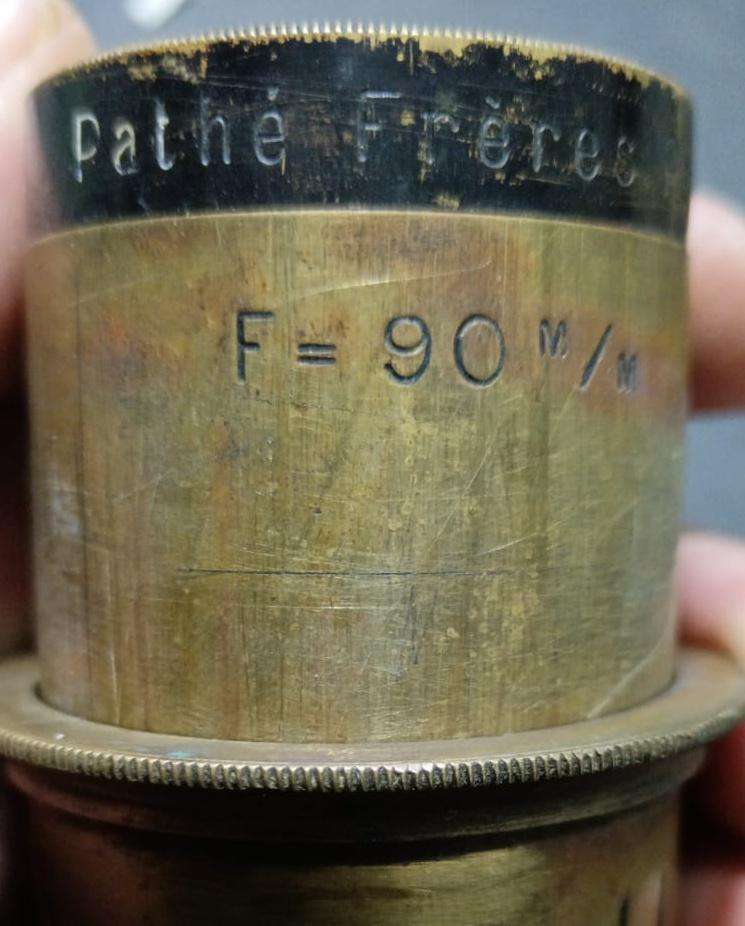 Pathé Frères
F = 90 M/M